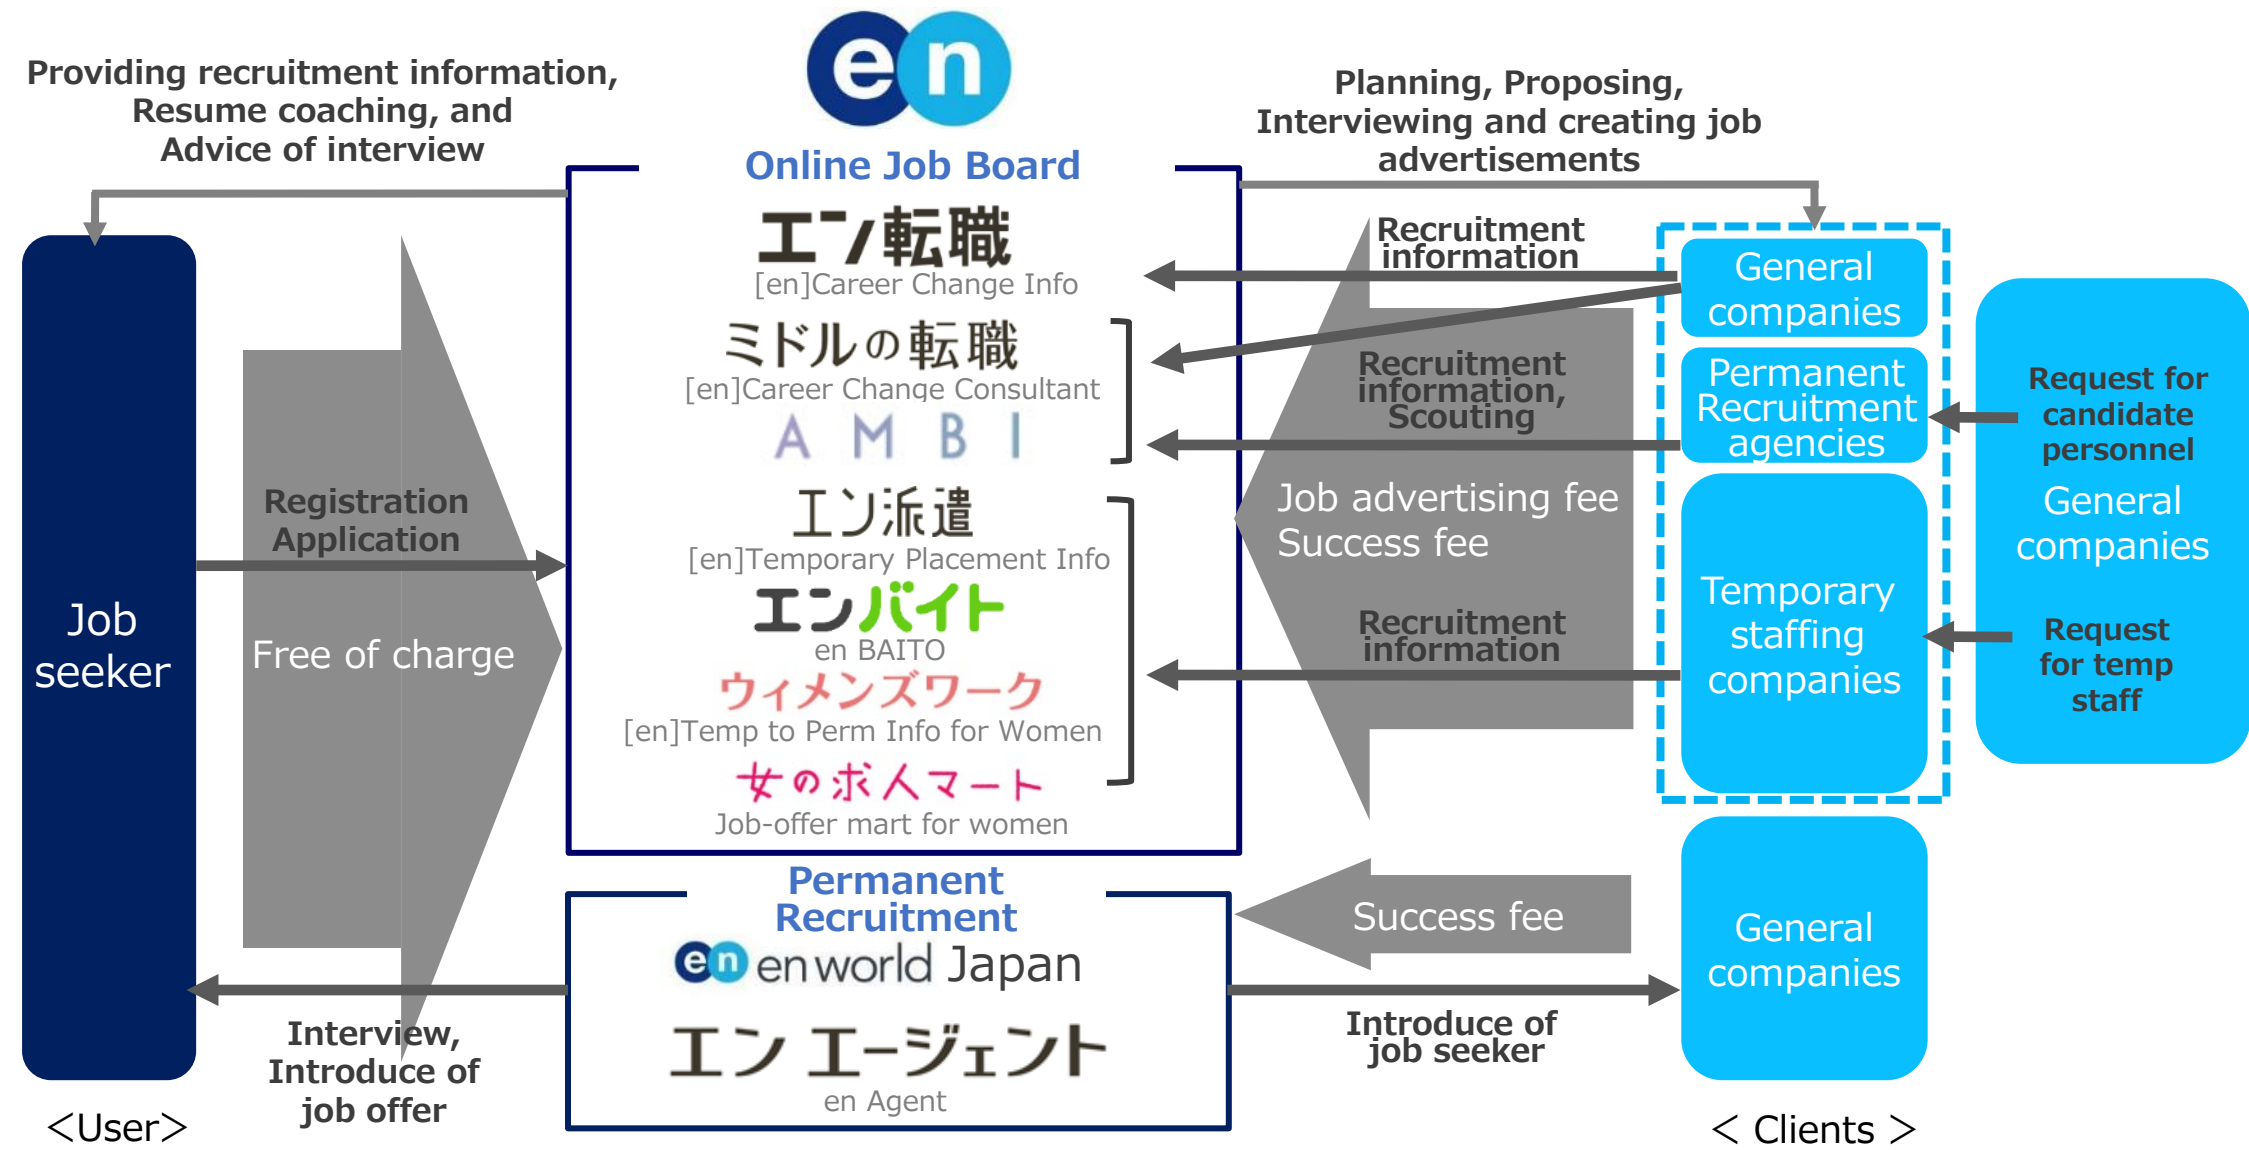 en
Providing recruitment information,
Resume coaching, and
Advice of interview
Planning, Proposing,
Interviewing and creating job
advertisements
Online Job Board
エン転職
[en]Career Change Info
ミドルの転職
[en]Career Change Consultant
AMBI
エン派遣
[en]Temporary Placement Info
エンバイト
en BAITO
ウィメンズワーク
[en]Temp to Perm Info for Women
女の求人マート
Job-offer mart for women
Permanent
Recruitment
en en world Japan
エン エージェント
en Agent
Job
seeker
<User>
Registration
Application
Free of charge
Interview,
Introduce of
job offer
Recruitment
information
Recruitment
information,
Scouting
Job advertising fee
Success fee
Recruitment
information
Success fee
Introduce of
job seeker
General
companies
Permanent
Recruitment
agencies
Temporary
staffing
companies
General
companies
< Clients >
Request for
candidate
personnel
General
companies
Request
for temp
staff